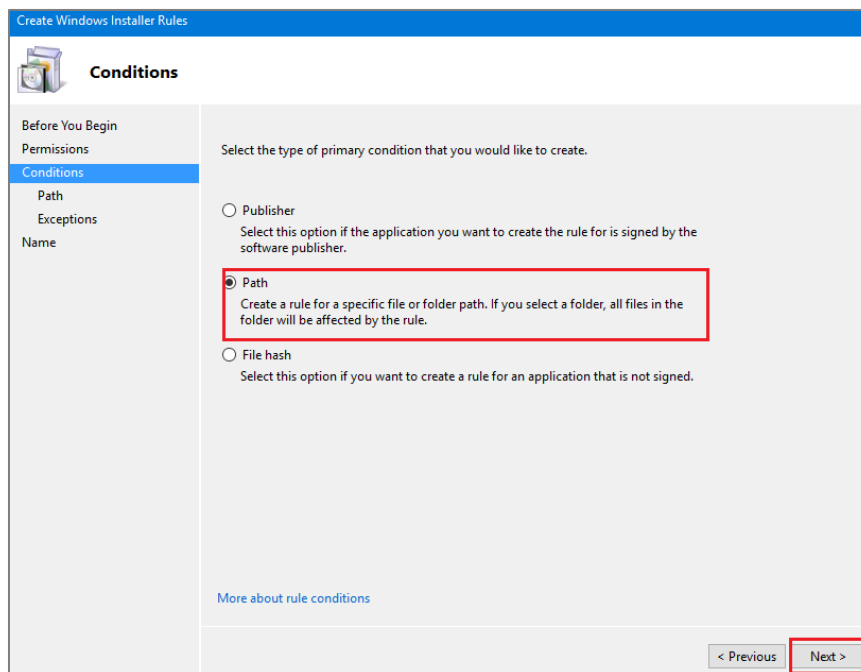 Create Windows Installer Rules
Conditions
Before You Begin
Permissions
Conditions
Path
Exceptions
Name
Select the type of primary condition that you would like to create.
Publisher
Select this option if the application you want to create the rule for is signed by the
software publisher.
Path
Create a rule for a specific file or folder path. If you select a folder, all files in the
folder will be affected by the rule.
File hash
Select this option if you want to create a rule for an application that is not signed.
More about rule conditions
< Previous
Next >